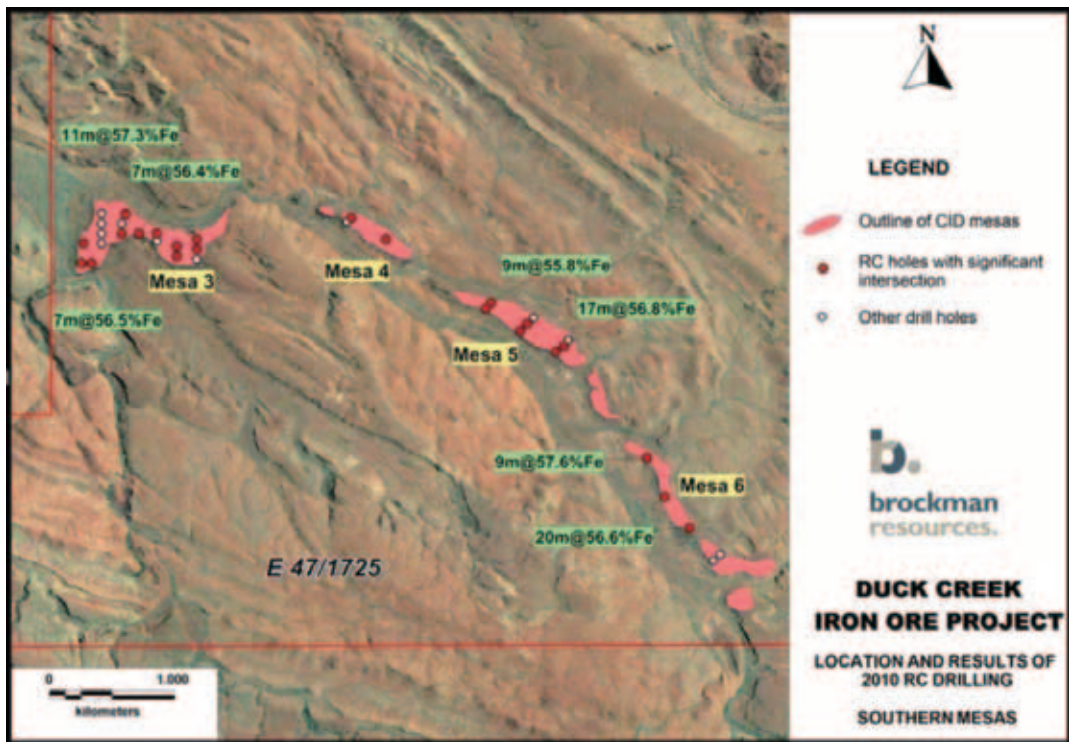 N
11m@57.3%Fe
7m@56.4%Fe
LEGEND
Outline of CID mesas
RC holes with significant
intersection
Other drill holes
Mesa 3
Mesa 4
9m@55.8%Fe
17m@56.8%Fe
7m@56.5%Fe
Mesa 5
9m@57.6%Fe
Mesa 6
20m@56.6%Fe
E 47/1725
b.
brockman
resources.
DUCK CREEK
IRON ORE PROJECT
LOCATION AND RESULTS OF
2010 RC DRILLING
SOUTHERN MESAS
0 1.000
kilometers